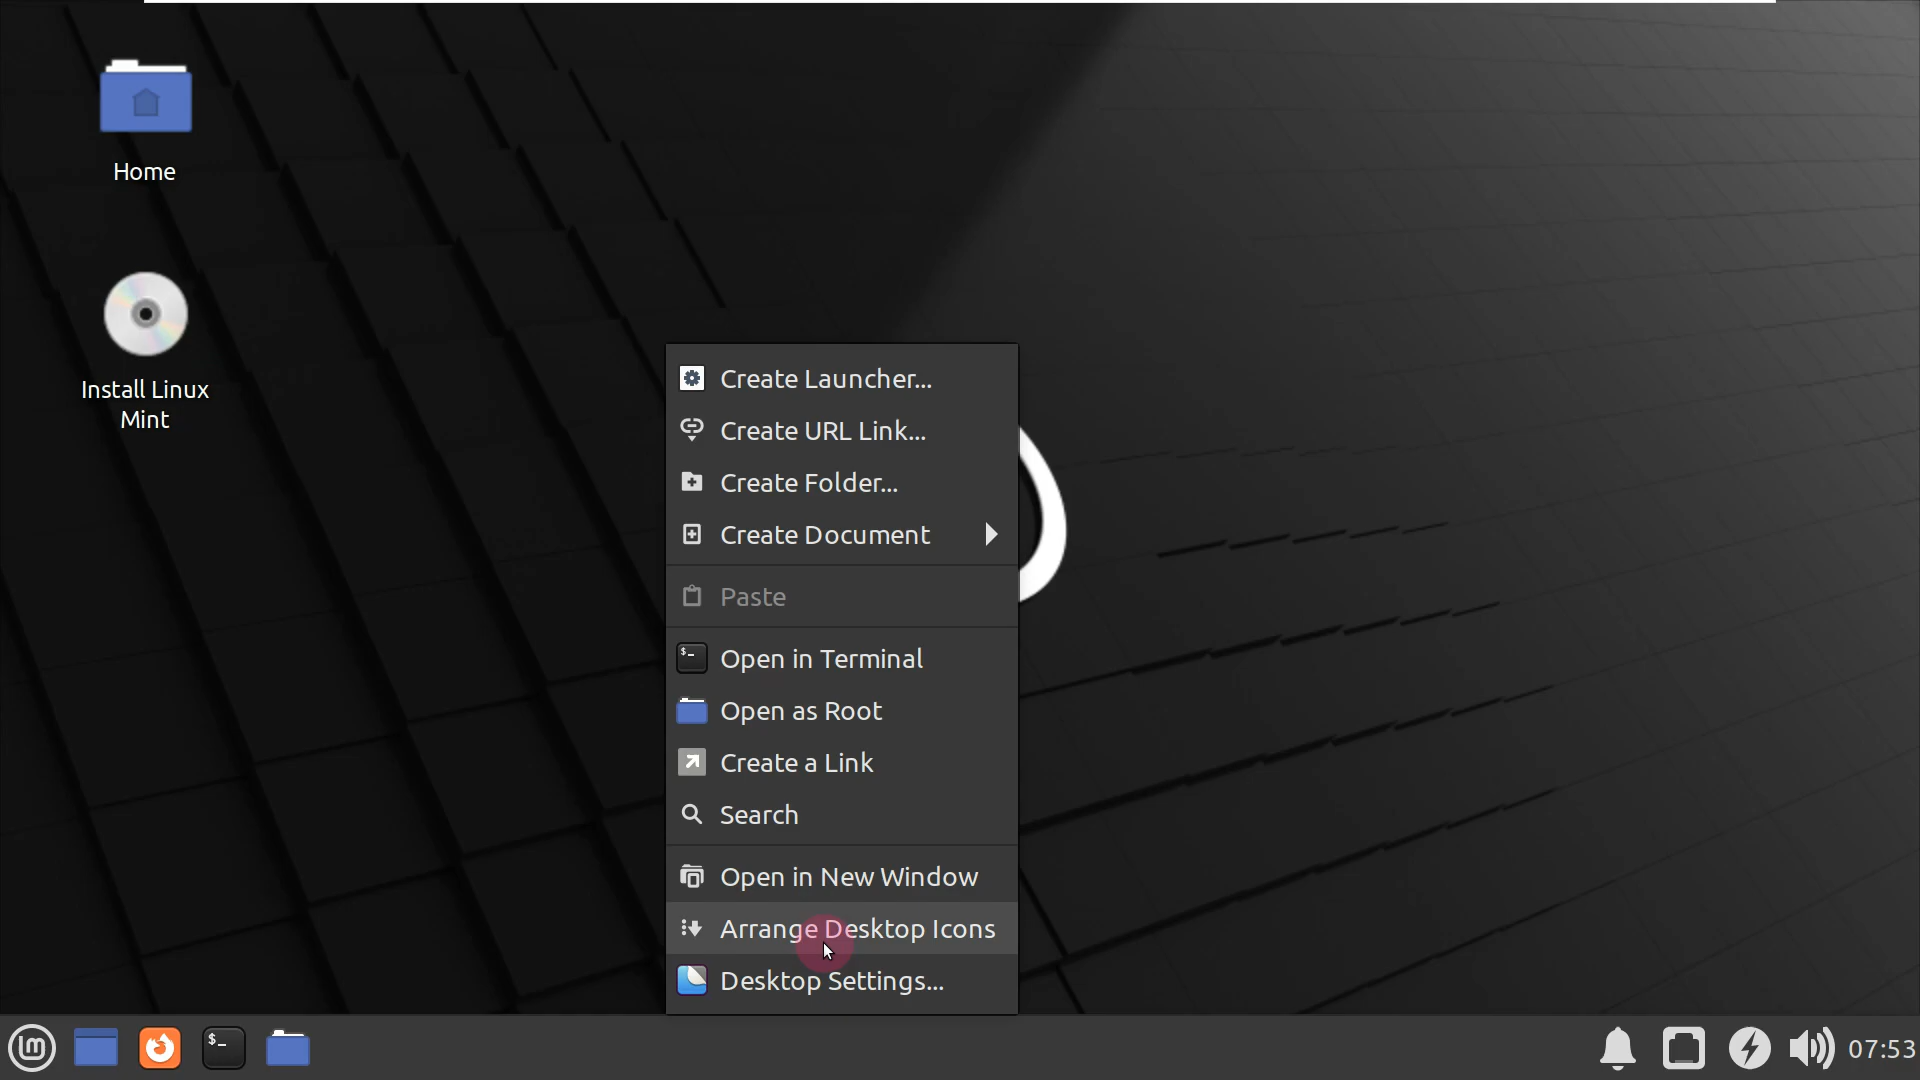 Home
Install Linux
Mint
Create Launcher...
Create URL Link...
Create Folder...
Create Document
Paste
Open in Terminal
Open as Root
Create a Link
Search
Open in New Window
Arrange Desktop Icons
Desktop Settings...
$_
07:53